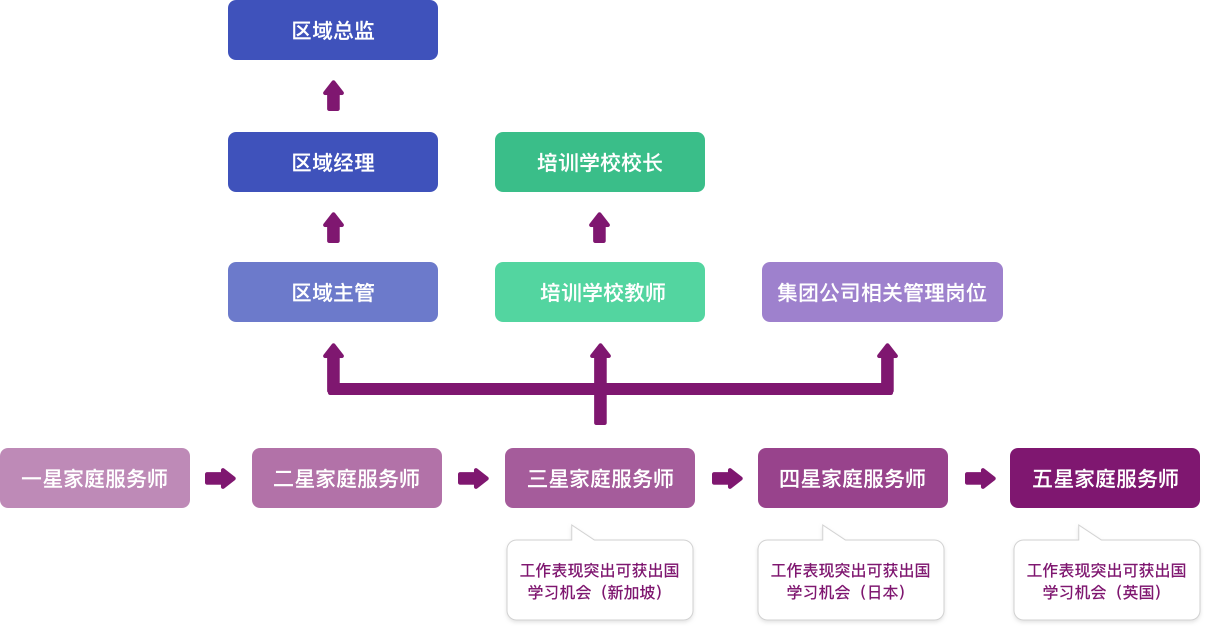 区域总监
区域经理
培训学校校长
区域主管
培训学校教师
集团公司相关管理岗位
一星家庭服务师
二星家庭服务师
三星家庭服务师
四星家庭服务师
五星家庭服务师
工作表现突出可获出国
学习机会（新加坡）
工作表现突出可获出国
学习机会（日本）
工作表现突出可获出国
学习机会（英国）